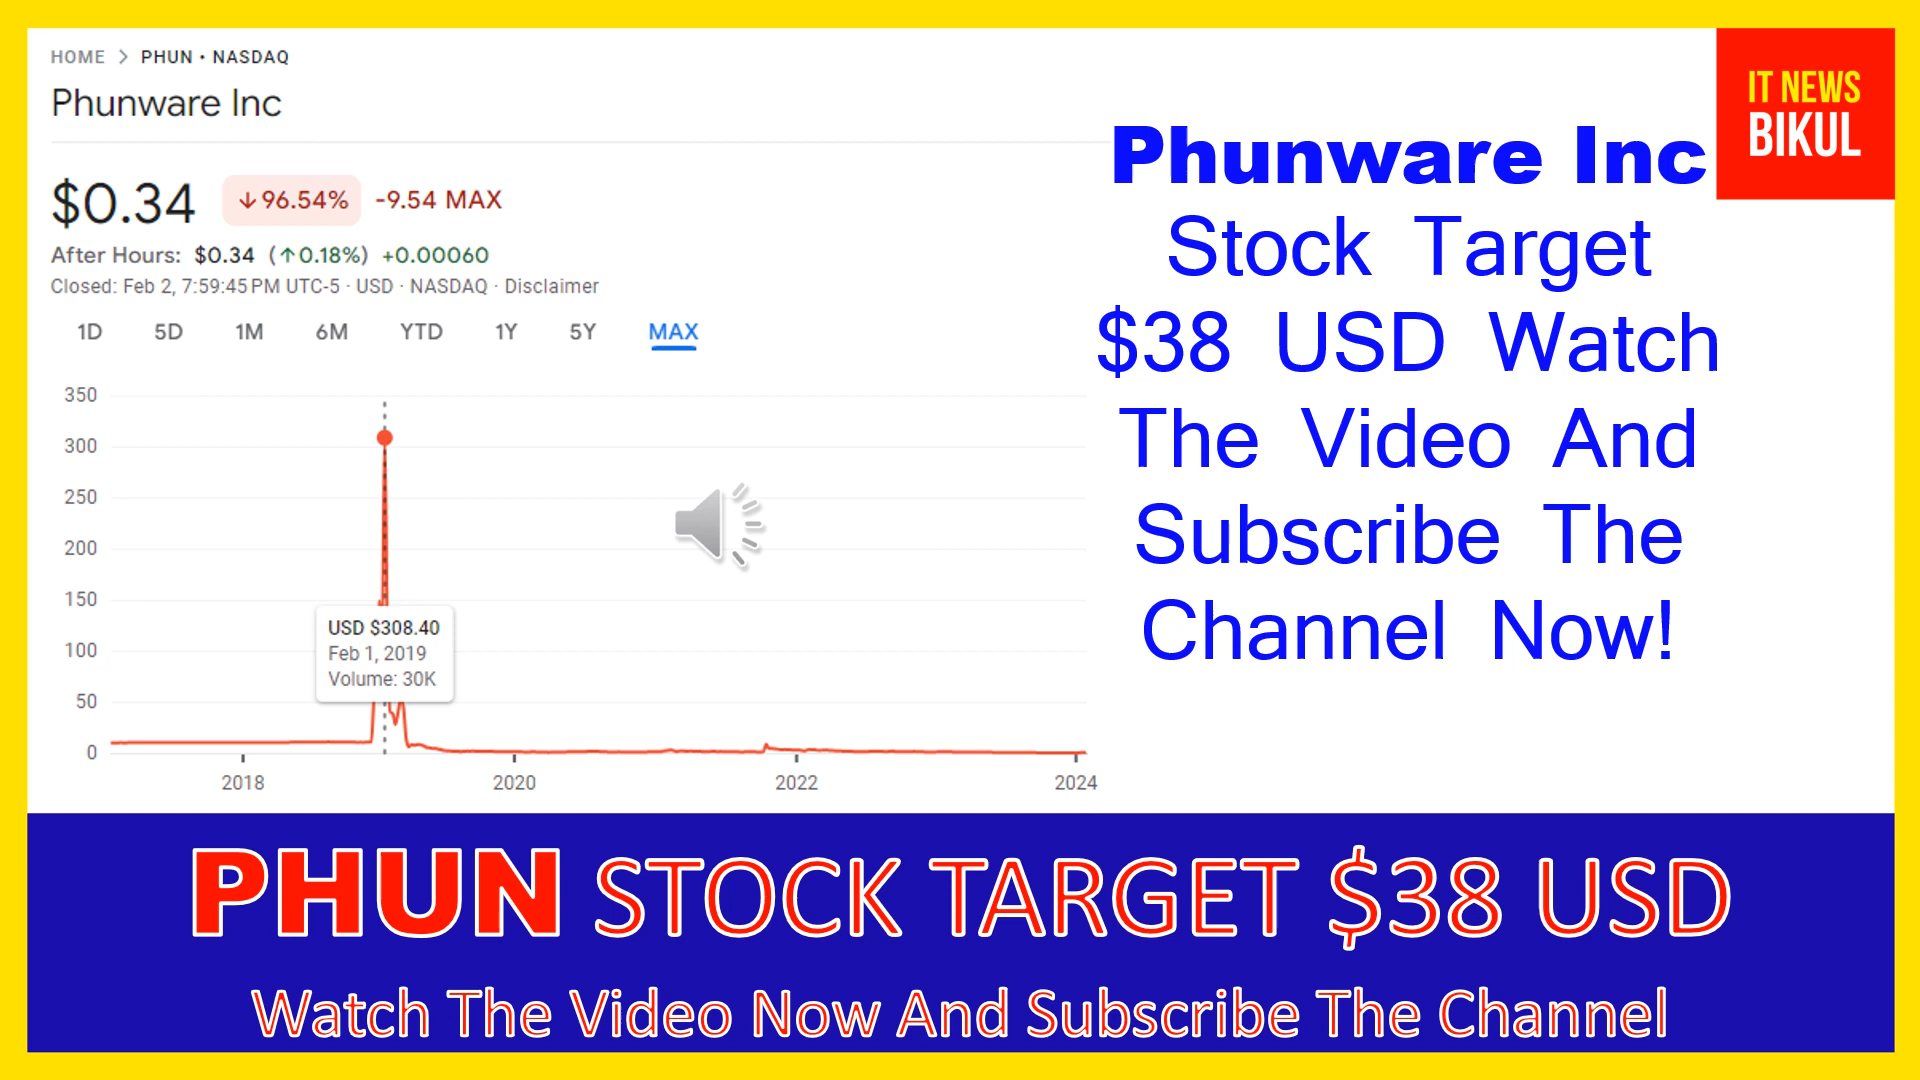 HOME > PHUN • NASDAQ
Phunware Inc
$0.34 ↓96.54% -9.54 MAX
After Hours: $0.34 (↑0.18%) +0.00060
Closed: Feb 2, 7:59:45 PM UTC-5 · USD · NASDAQ · Disclaimer
1D 5D 1M 6M YTD 1Y 5Y MAX
350
300
250
200
150
100
50
0
USD $308.40
Feb 1, 2019
Volume: 30K
2018 2020 2022 2024
IT NEWS
BIKUL
Phunware Inc
Stock Target
$38 USD Watch
The Video And
Subscribe The
Channel Now!
PHUN STOCK TARGET $38 USD
Watch The Video Now And Subscribe The Channel